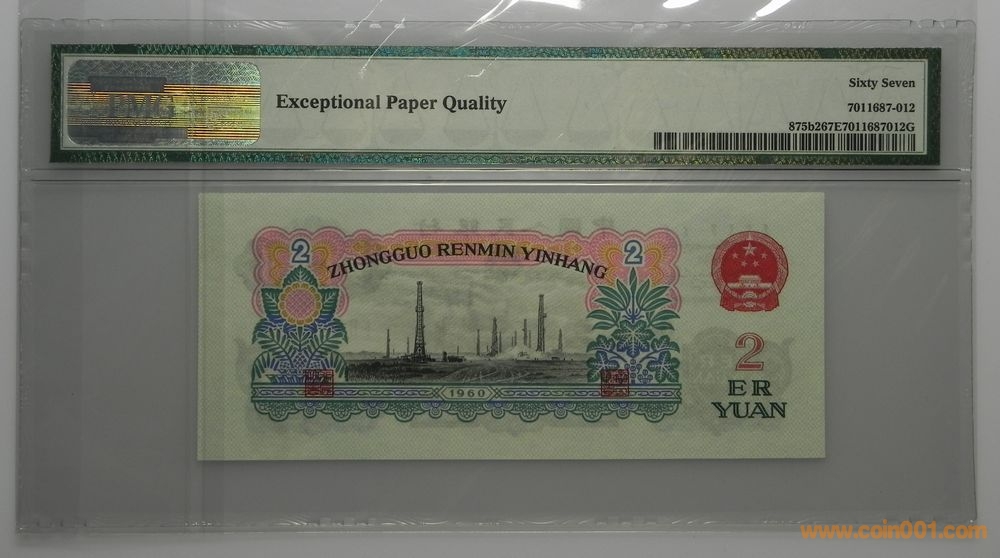 PMG
Exceptional Paper Quality
Sixty Seven
7011687-012
875b267E7011687012G
2
2
ZHONGGUO RENMIN YINHANG
2
ER
YUAN
1960
www.coin001.com